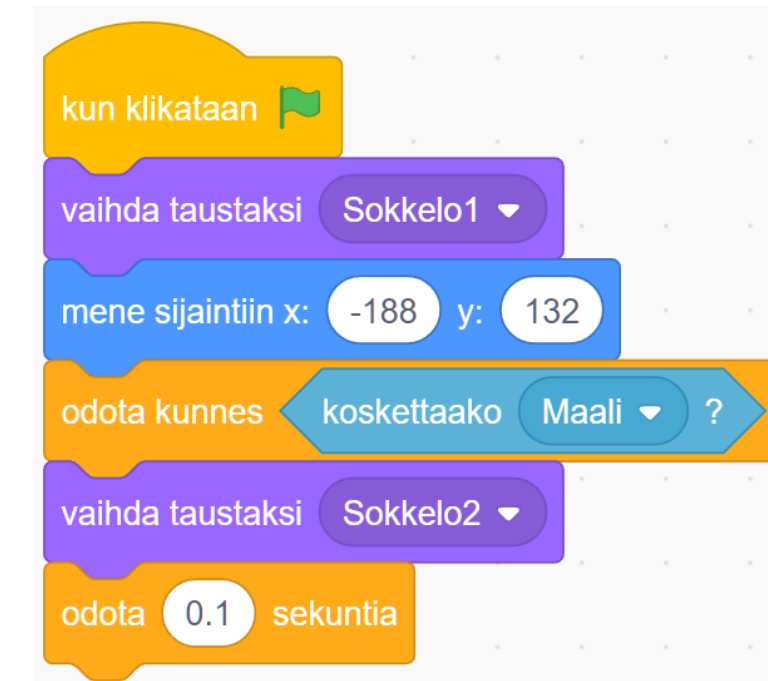 kun klikataan
vaihda taustaksi Sokkelo1
mene sijaintiin x: -188 y: 132
odota kunnes koskettaako Maali ?
vaihda taustaksi Sokkelo2
odota 0.1 sekuntia